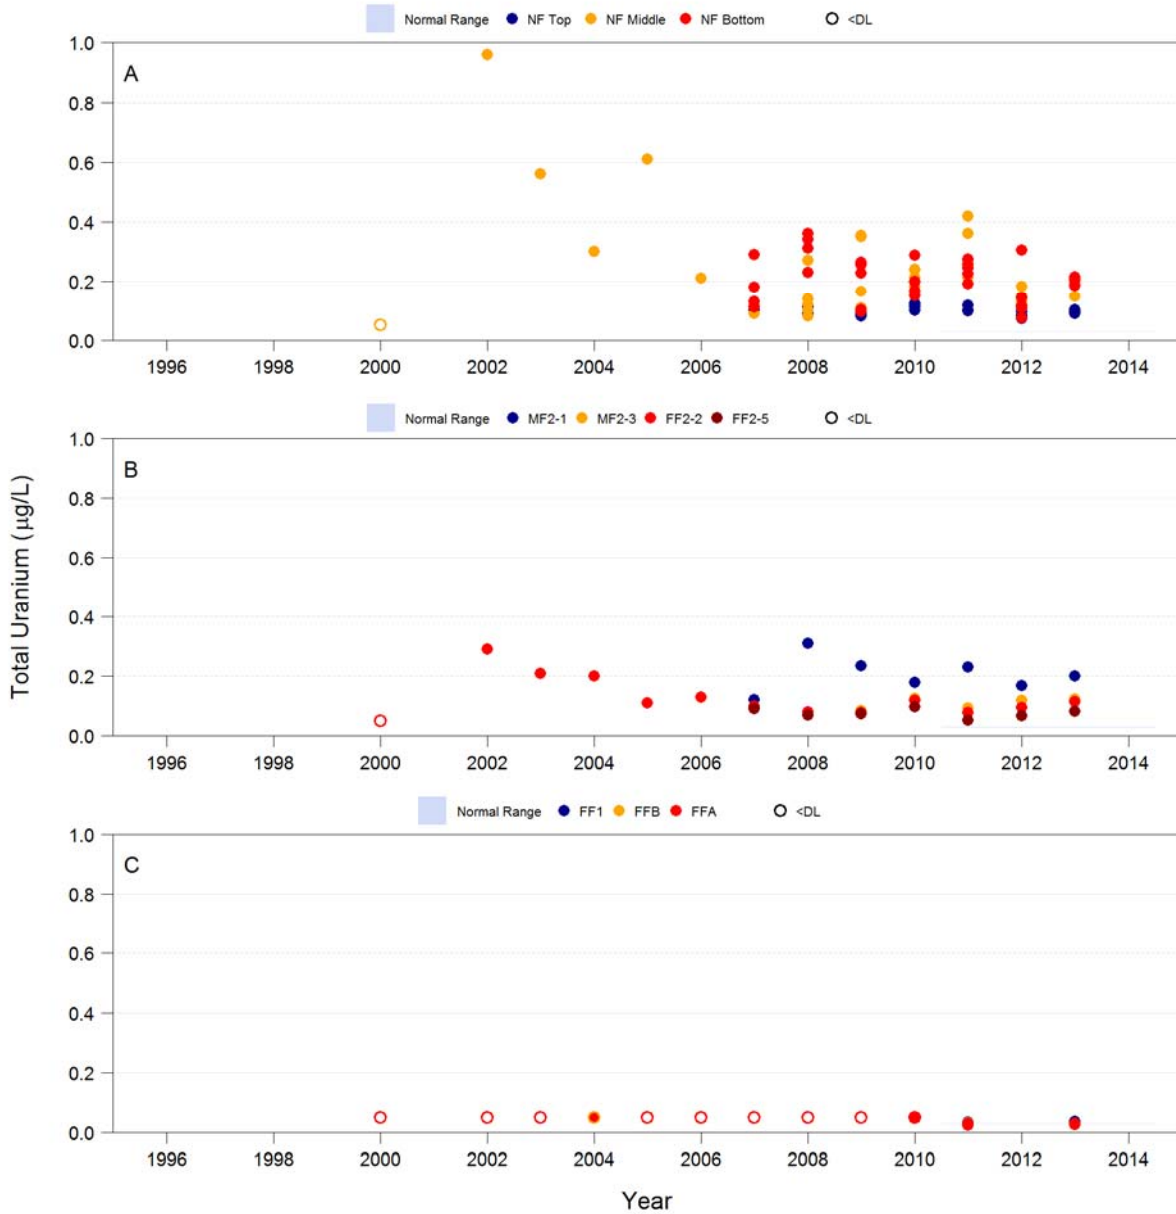 Normal Range NF Top NF Middle NF Bottom <DL
1.0
A
0.8
0.6
0.4
0.2
0.0
1996 1998 2000 2002 2004 2006 2008 2010 2012 2014
Normal Range MF2-1 MF2-3 FF2-2 FF2-5 <DL
1.0
B
0.8
0.6
0.4
0.2
0.0
1996 1998 2000 2002 2004 2006 2008 2010 2012 2014
Total Uranium (µg/L)
Normal Range FF1 FFB FFA <DL
1.0
C
0.8
0.6
0.4
0.2
0.0
1996 1998 2000 2002 2004 2006 2008 2010 2012 2014
Year